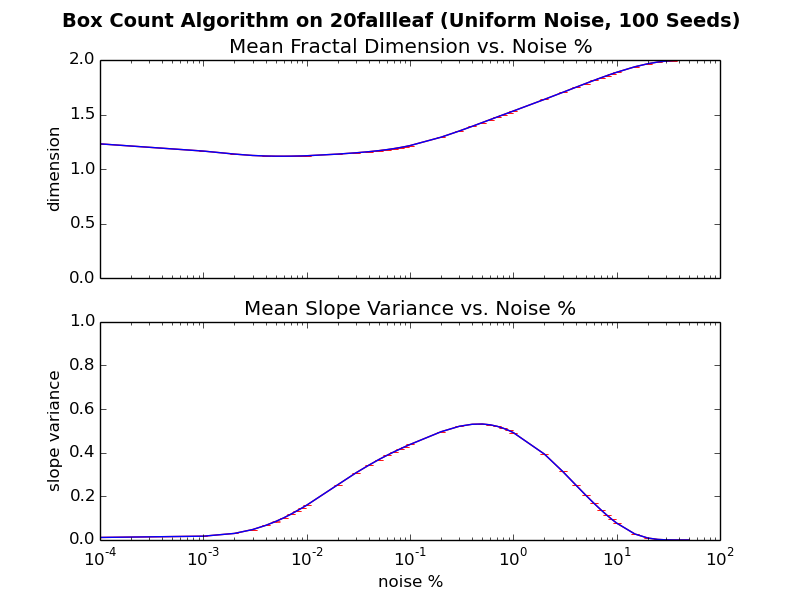 Box Count Algorithm on 20fallleaf (Uniform Noise, 100 Seeds)
Mean Fractal Dimension vs. Noise %
2.0
1.5
1.0
0.5
0.0
dimension
Mean Slope Variance vs. Noise %
1.0
0.8
0.6
0.4
0.2
0.0
slope variance
10^-4 10^-3 10^-2 10^-1 10^0 10^1 10^2
noise %